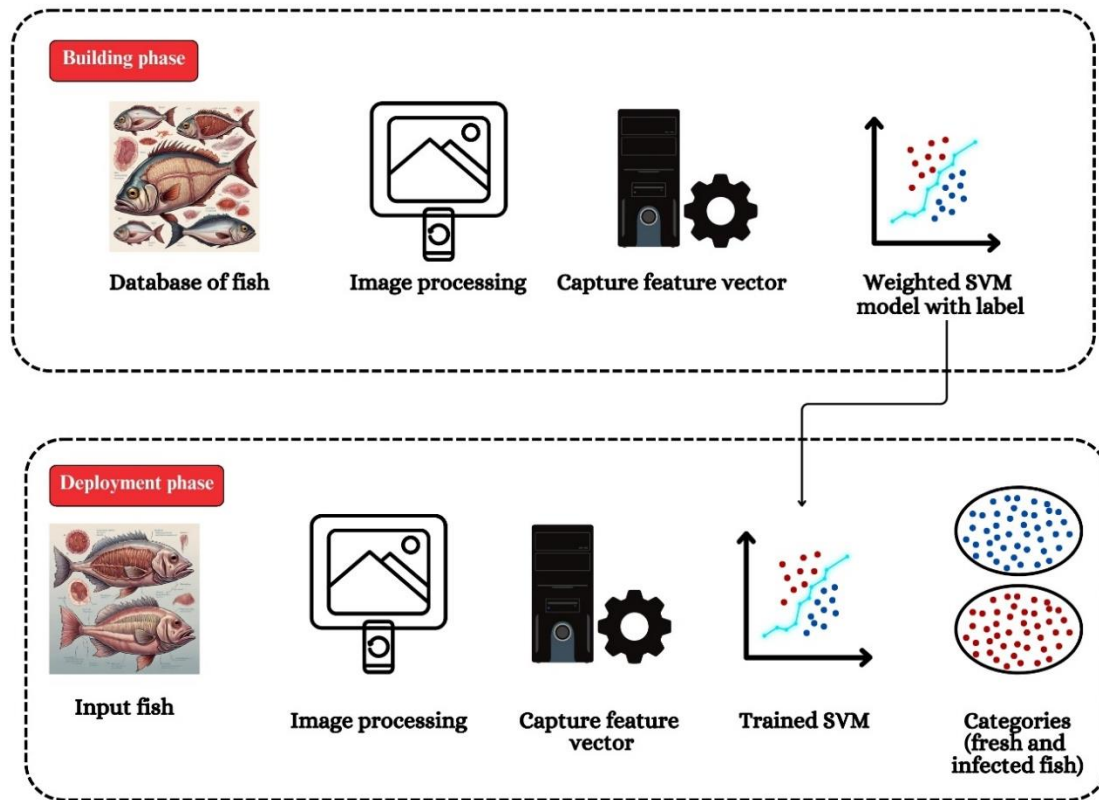 Building phase
Database of fish
Image processing
Capture feature vector
Weighted SVM
model with label
Deployment phase
Input fish
Image processing
Capture feature
vector
Trained SVM
Categories
(fresh and
infected fish)